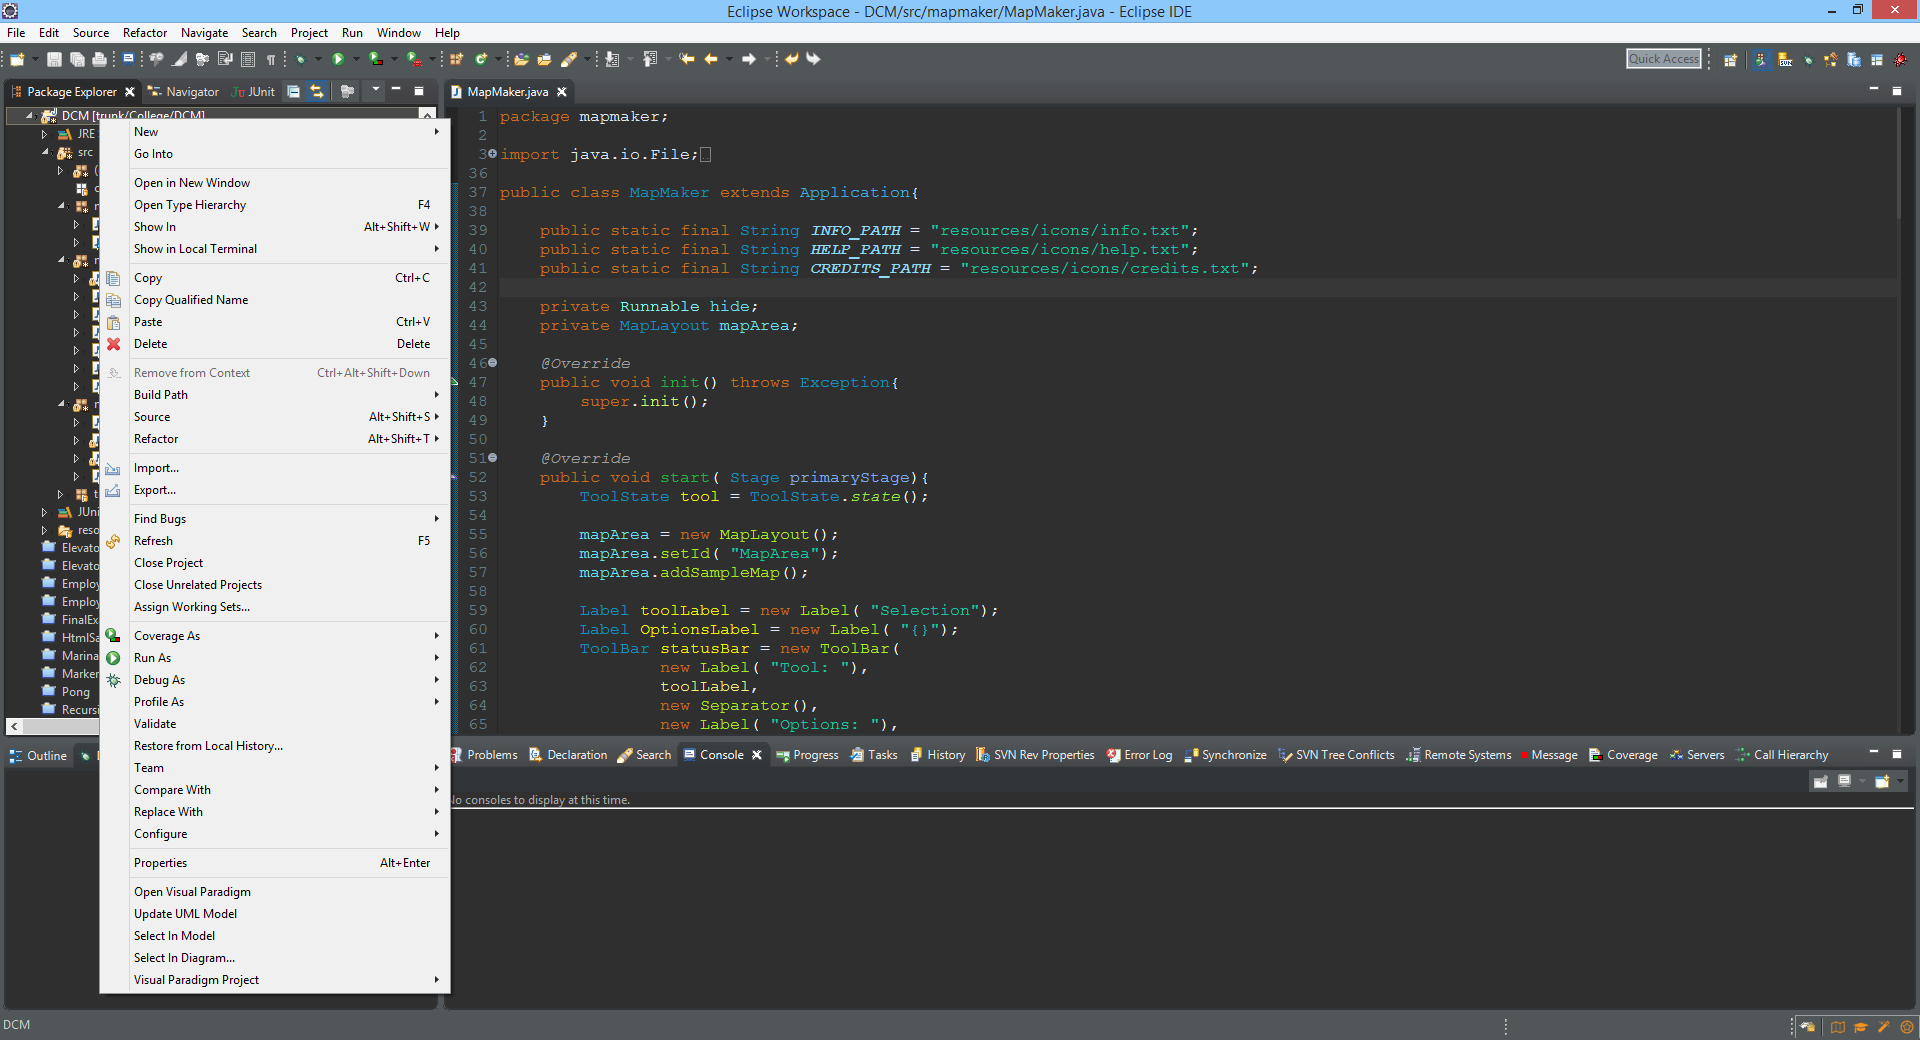 Eclipse Workspace - DCM/src/mapmaker/MapMaker.java - Eclipse IDE
File Edit Source Refactor Navigate Search Project Run Window Help
Quick Access
Package Explorer Navigator JUnit
MapMaker.java
DCM [trunk/College/DCM]
JRE
src
JUni
reso
Elevato
Elevato
Employ
Employ
FinalEx
HtmlSa
Marina
Marker
Pong
Recursi
New
Go Into
Open in New Window
Open Type Hierarchy F4
Show In Alt+Shift+W
Show in Local Terminal
Copy Ctrl+C
Copy Qualified Name
Paste Ctrl+V
Delete Delete
Remove from Context Ctrl+Alt+Shift+Down
Build Path
Source Alt+Shift+S
Refactor Alt+Shift+T
Import...
Export...
Find Bugs
Refresh F5
Close Project
Close Unrelated Projects
Assign Working Sets...
Coverage As
Run As
Debug As
Profile As
Validate
Restore from Local History...
Team
Compare With
Replace With
Configure
Properties Alt+Enter
Open Visual Paradigm
Update UML Model
Select In Model
Select In Diagram...
Visual Paradigm Project
1 package mapmaker;
2
3 import java.io.File;
36
37 public class MapMaker extends Application{
38
39 public static final String INFO_PATH = "resources/icons/info.txt";
40 public static final String HELP_PATH = "resources/icons/help.txt";
41 public static final String CREDITS_PATH = "resources/icons/credits.txt";
42
43 private Runnable hide;
44 private MapLayout mapArea;
45
46 @Override
47 public void init() throws Exception{
48 super.init();
49 }
50
51 @Override
52 public void start( Stage primaryStage){
53 ToolState tool = ToolState.state();
54
55 mapArea = new MapLayout();
56 mapArea.setId( "MapArea");
57 mapArea.addSampleMap();
58
59 Label toolLabel = new Label( "Selection");
60 Label OptionsLabel = new Label( "{}");
61 ToolBar statusBar = new ToolBar(
62 new Label( "Tool: "),
63 toolLabel,
64 new Separator(),
65 new Label( "Options: "),
Outline
Problems Declaration Search Console Progress Tasks History SVN Rev Properties Error Log Synchronize SVN Tree Conflicts Remote Systems Message Coverage Servers Call Hierarchy
No consoles to display at this time.
DCM